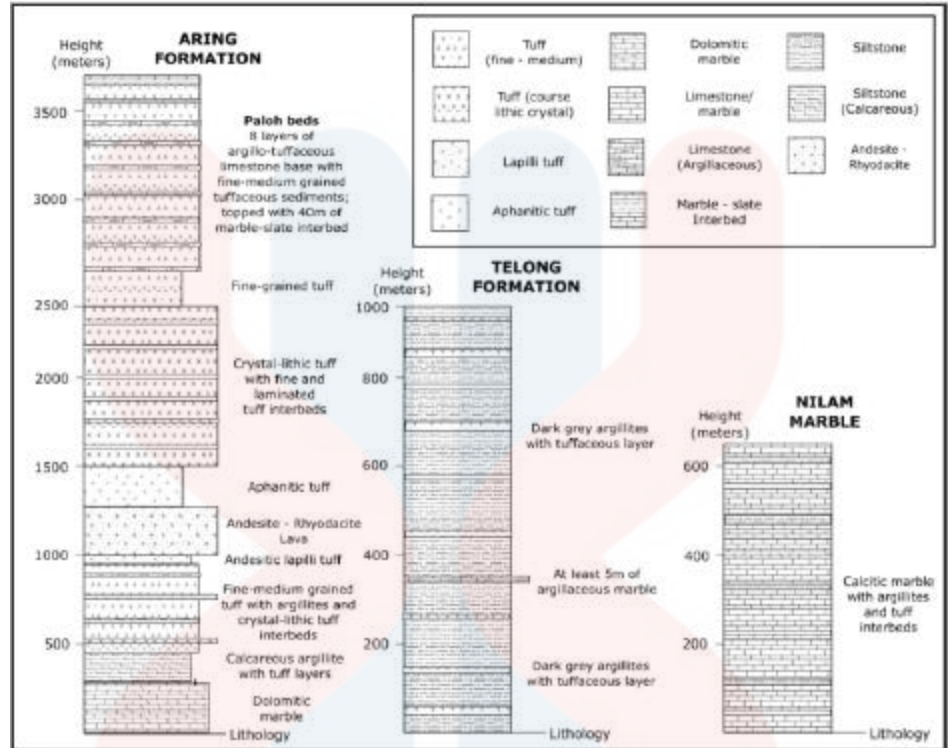 ARING
FORMATION
Height
(meters)
3500
3000
2500
2000
1500
1000
500
Paloh beds
8 layers of
argillo-tuffaceous
limestone base with
fine-medium grained
tuffaceous sediments;
topped with 40m of
marble-slate interbed
Fine-grained tuff
Crystal-lithic tuff
with fine and
laminated
tuff interbeds
Aphanitic tuff
Andesite - Rhyodacite
Lava
Andesitic lapilli tuff
Fine-medium grained
tuff with argillites and
crystal-lithic tuff
interbeds
Calcareous argillite
with tuff layers
Dolomitic
marble
Lithology
Tuff
(fine - medium)
Tuff (course
lithic crystal)
Lapilli tuff
Aphanitic tuff
Dolomitic
marble
Limestone/
marble
Limestone
(Argillaceous)
Marble - slate
Interbed
Siltstone
Siltstone
(Calcareous)
Andesite -
Rhyodacite
TELONG
FORMATION
Height
(meters)
1000
800
600
400
200
Dark grey argillites
with tuffaceous layer
At least 5m of
argillaceous marble
Dark grey argillites
with tuffaceous layer
Lithology
NILAM
MARBLE
Height
(meters)
600
400
200
Calcitic marble
with argillites
and tuff
interbeds
Lithology